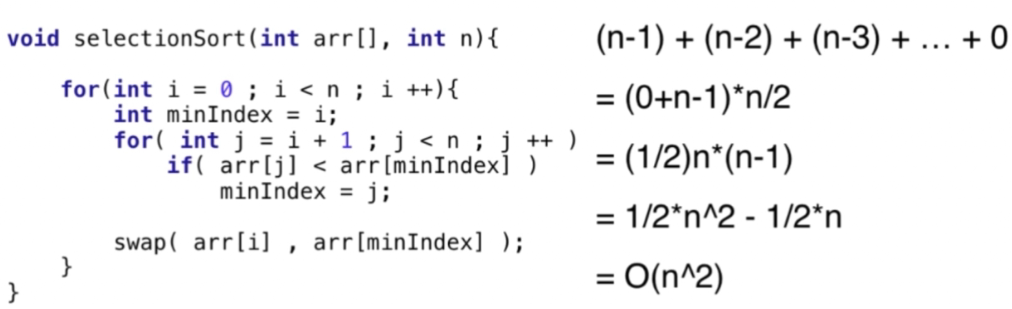 void selectionSort(int arr[], int n){
for(int i = 0 ; i < n ; i ++){
int minIndex = i;
for( int j = i + 1 ; j < n ; j ++ )
if( arr[j] < arr[minIndex] )
minIndex = j;
swap( arr[i] , arr[minIndex] );
}
}
(n-1) + (n-2) + (n-3) + … + 0
= (0+n-1)*n/2
= (1/2)n*(n-1)
= 1/2*n^2 - 1/2*n
= O(n^2)